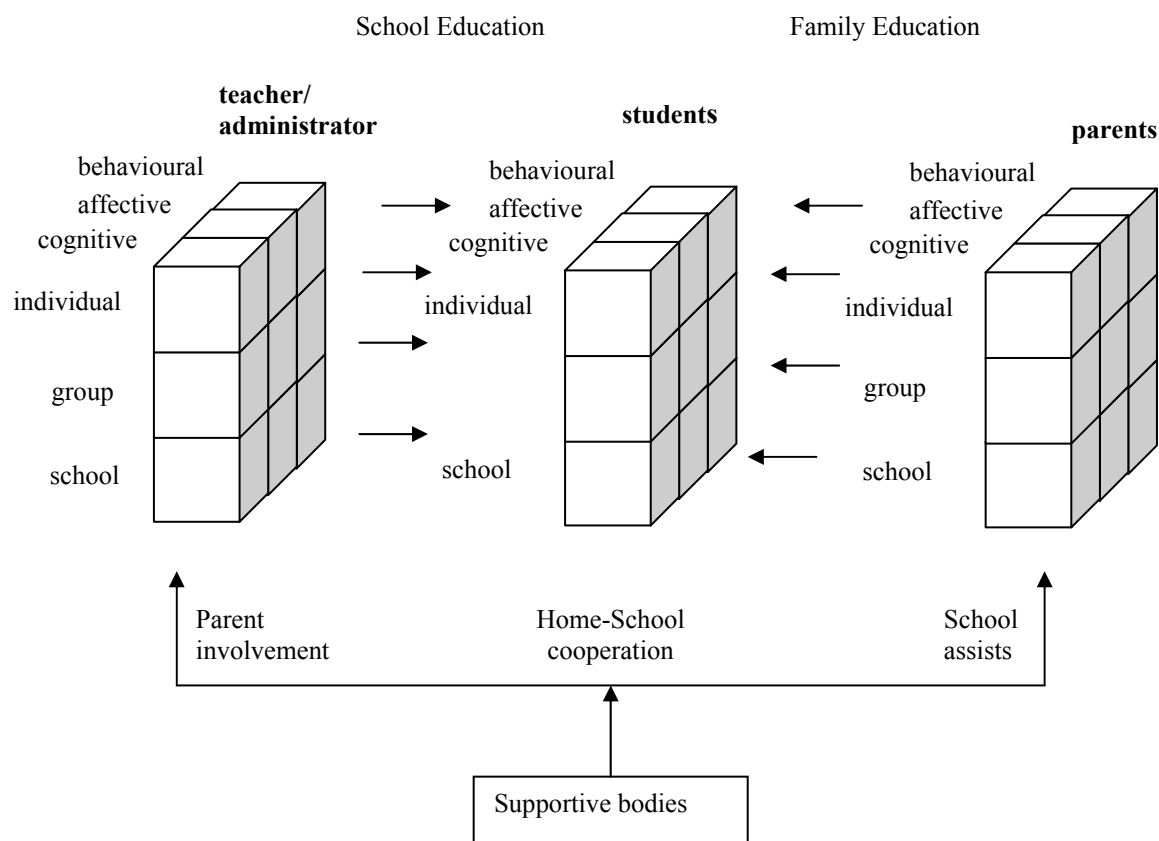 School Education
Family Education
teacher/
administrator
students
parents
behavioural
affective
cognitive
individual
group
school
behavioural
affective
cognitive
individual
school
behavioural
affective
cognitive
individual
group
school
Parent
involvement
Home-School
cooperation
School
assists
Supportive bodies